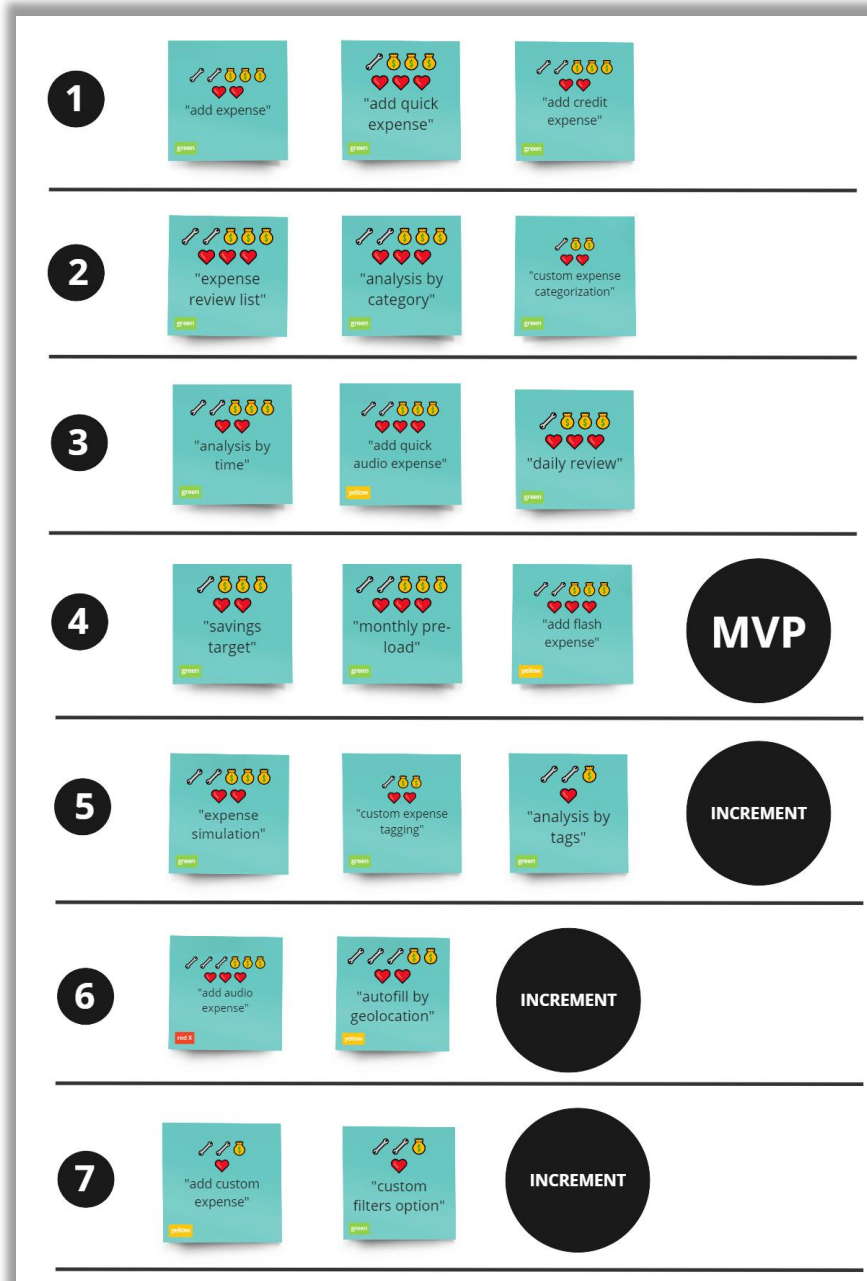 1
"add expense"
green
"add quick
expense"
green
"add credit
expense"
green
2
"expense
review list"
green
"analysis by
category"
green
"custom expense
categorization"
green
3
"analysis by
time"
green
"add quick
audio expense"
yellow
"daily review"
green
4
"savings
target"
green
"monthly pre-
load"
green
"add flash
expense"
yellow
MVP
5
"expense
simulation"
green
"custom expense
tagging"
green
"analysis by
tags"
green
INCREMENT
6
"add audio
expense"
red X
"autofill by
geolocation"
yellow
INCREMENT
7
"add custom
expense"
yellow
"custom
filters option"
green
INCREMENT